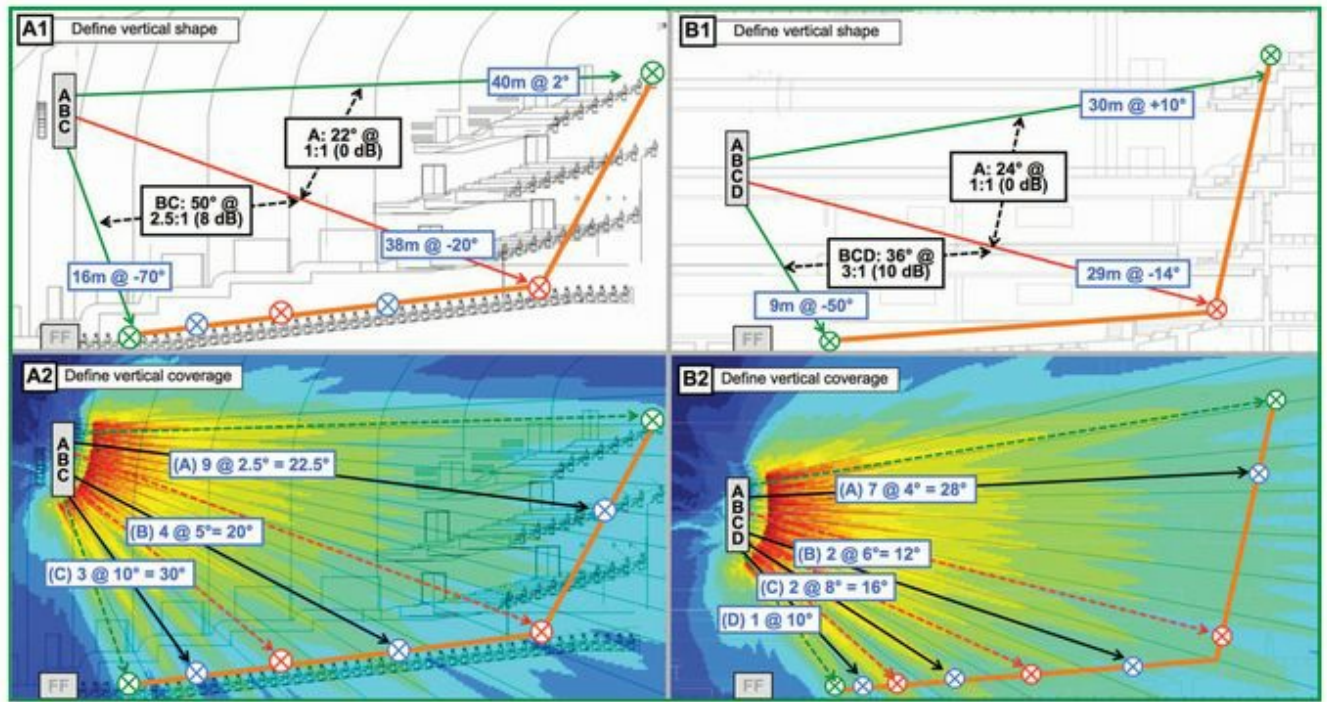 A1 Define vertical shape
40m @ 2°
A
B
C
A: 22° @
1:1 (0 dB)
BC: 50° @
2.5:1 (8 dB)
38m @ -20°
16m @ -70°
FF
B1 Define vertical shape
30m @ +10°
A
B
C
D
A: 24° @
1:1 (0 dB)
BCD: 36° @
3:1 (10 dB)
29m @ -14°
9m @ -50°
FF
A2 Define vertical coverage
A
B
C
(A) 9 @ 2.5° = 22.5°
(B) 4 @ 5°= 20°
(C) 3 @ 10° = 30°
FF
B2 Define vertical coverage
A
B
C
D
(A) 7 @ 4° = 28°
(B) 2 @ 6°= 12°
(C) 2 @ 8° = 16°
(D) 1 @ 10°
FF